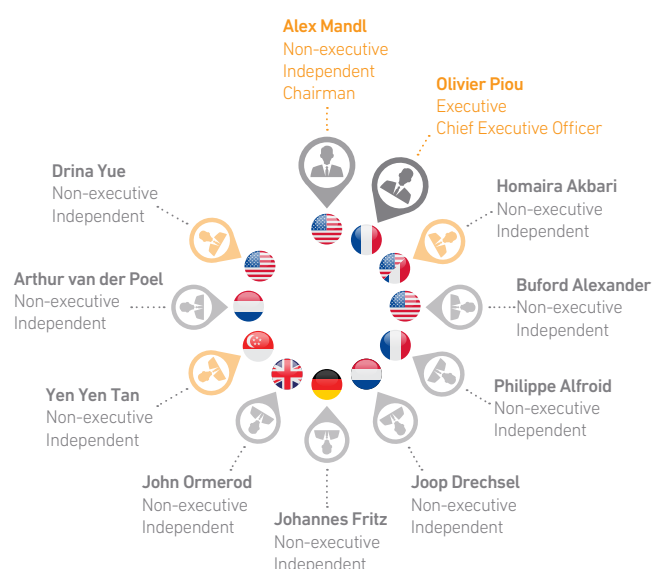 Alex Mandl
Non-executive
Independent
Chairman
Olivier Piou
Executive
Chief Executive Officer
Drina Yue
Non-executive
Independent
Homaira Akbari
Non-executive
Independent
Arthur van der Poel
Non-executive
Independent
Buford Alexander
Non-executive
Independent
Yen Yen Tan
Non-executive
Independent
Philippe Alfroid
Non-executive
Independent
John Ormerod
Non-executive
Independent
Johannes Fritz
Non-executive
Independent
Joop Drechsel
Non-executive
Independent